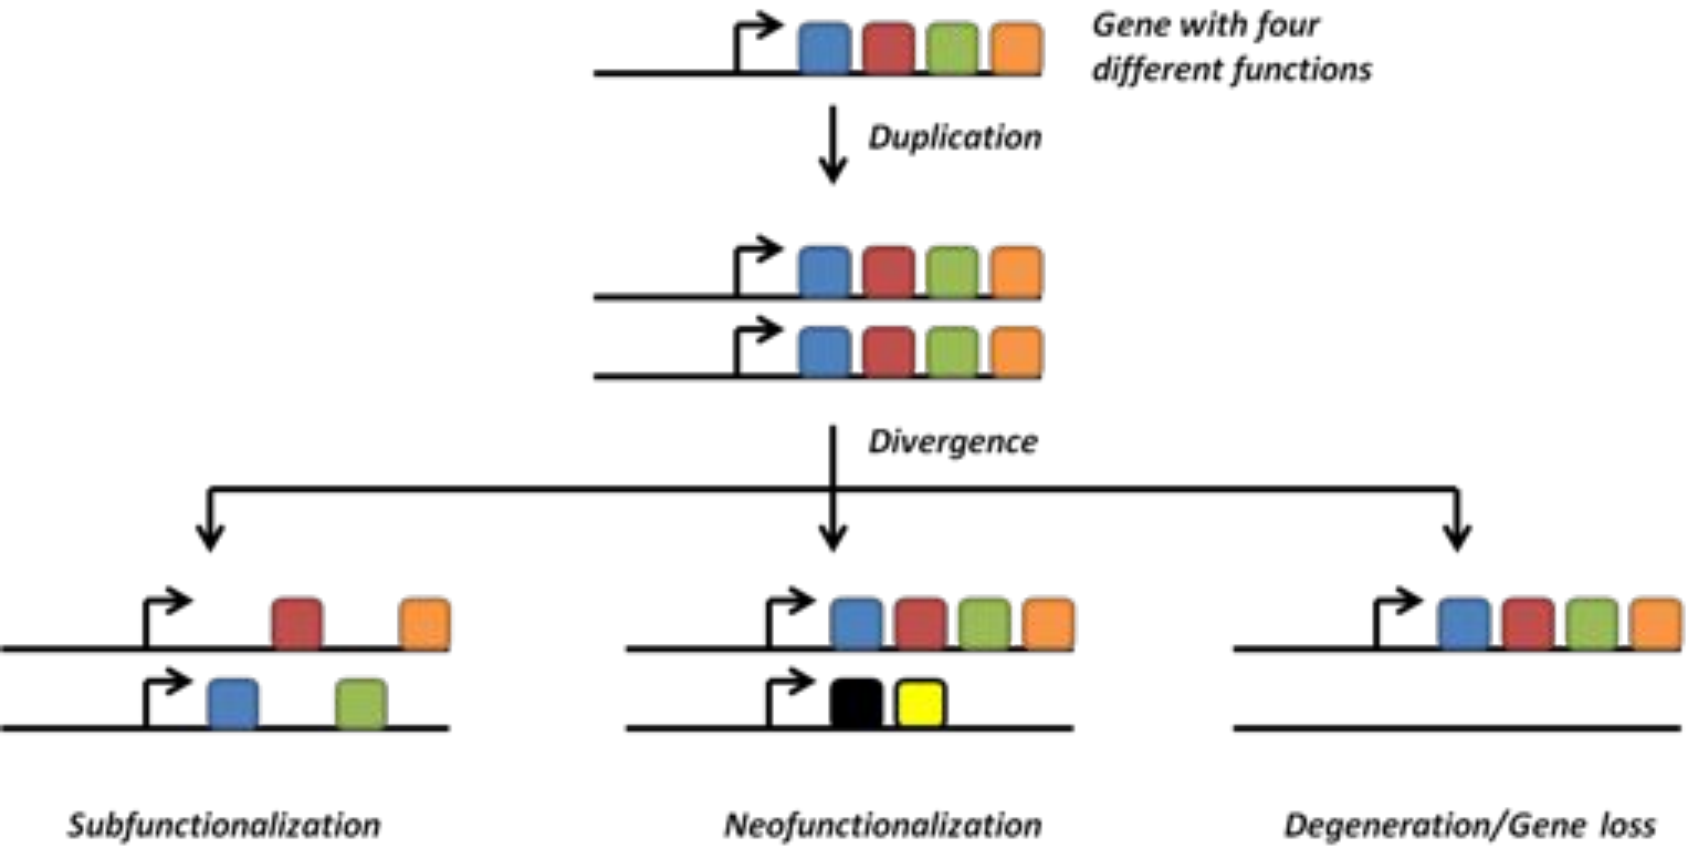 Gene with four
different functions
Duplication
Divergence
Subfunctionalization
Neofunctionalization
Degeneration/Gene loss